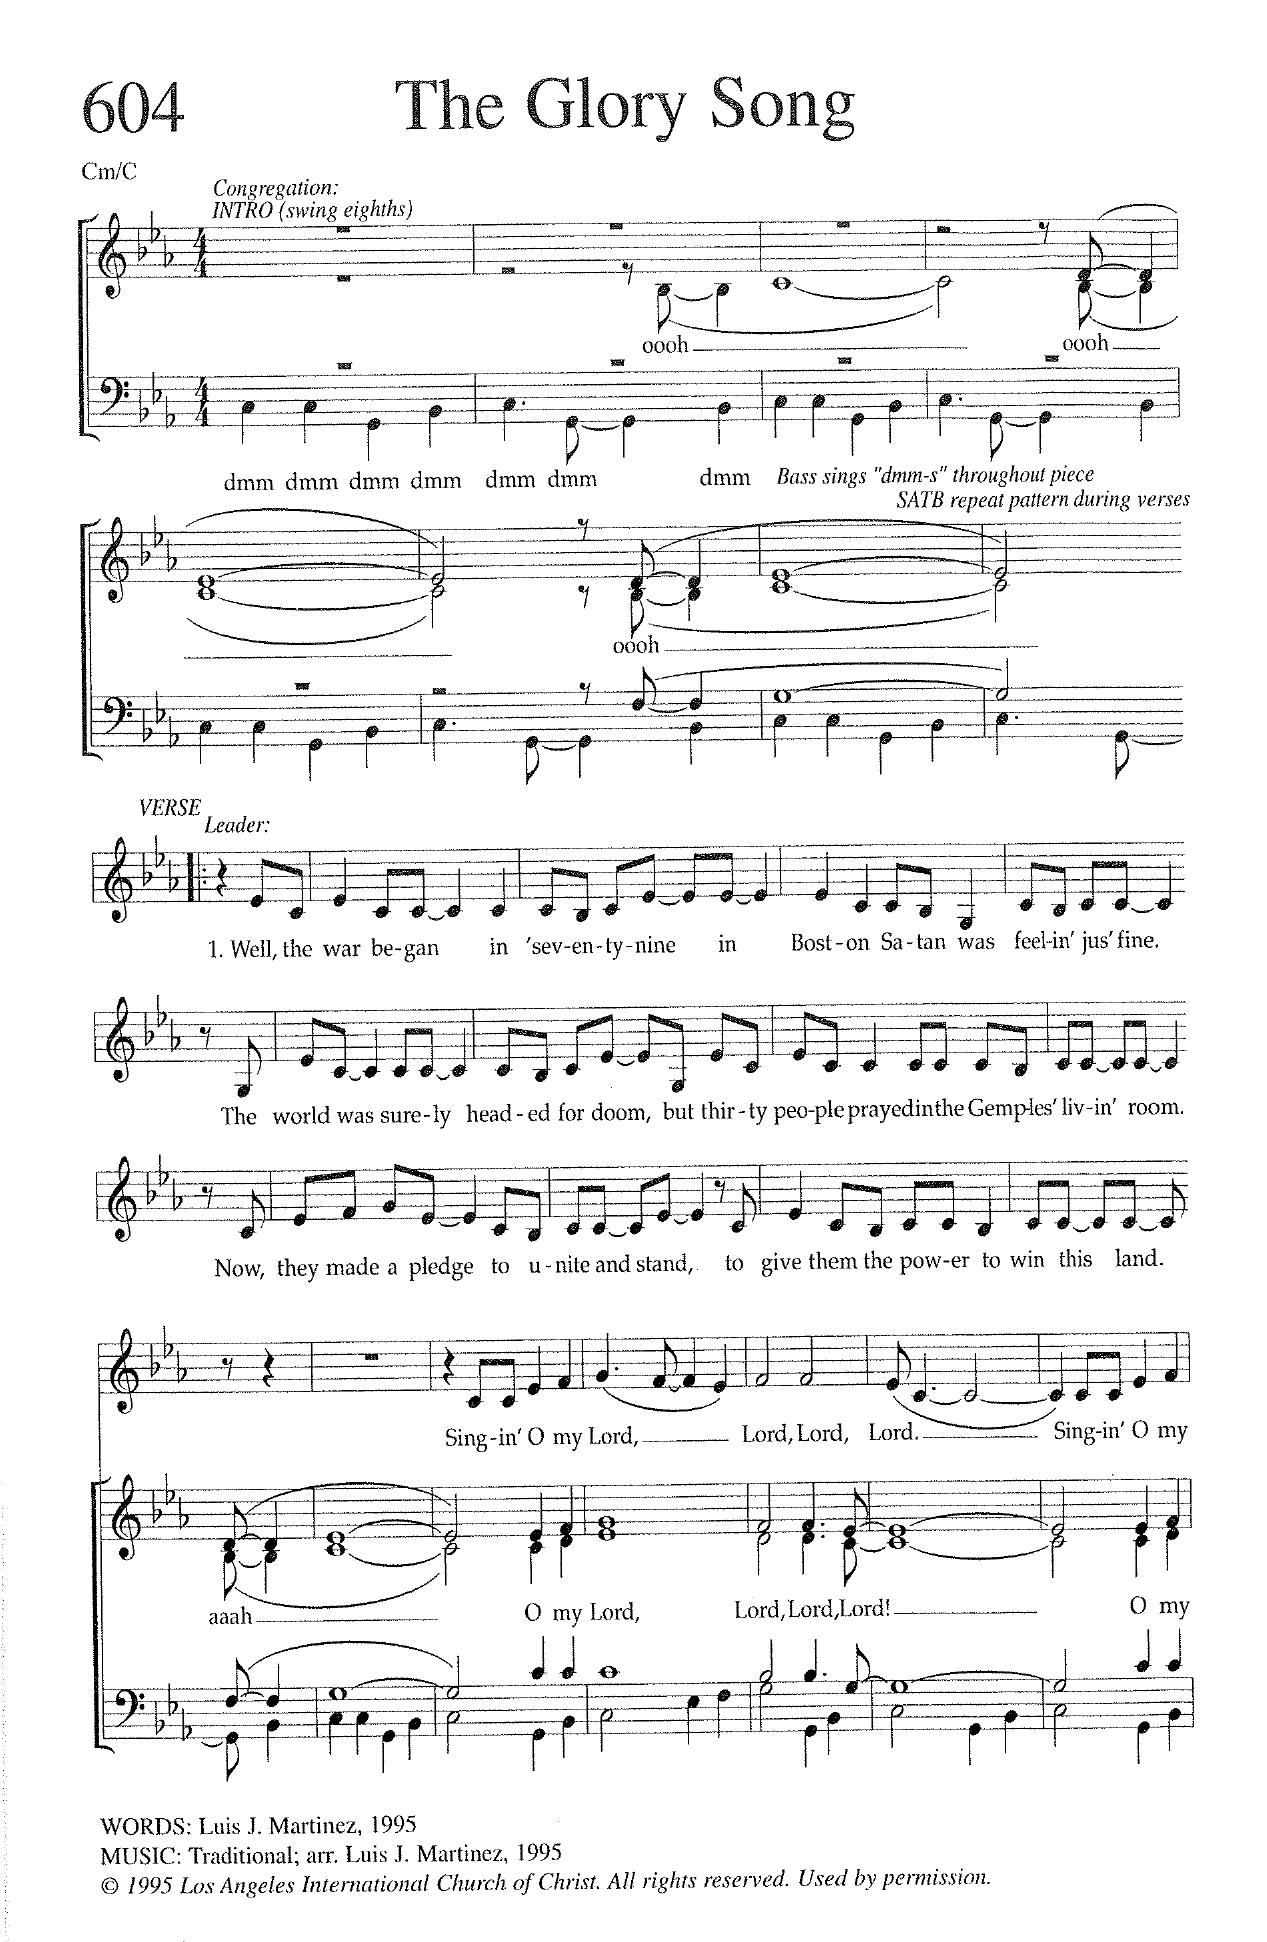 604 The Glory Song
Cm/C
Congregation:
INTRO (swing eighths)
oooh oooh
dmm dmm dmm dmm dmm dmm dmm Bass sings "dmm-s" throughout piece
SATB repeat pattern during verses
oooh
VERSE
Leader:
1. Well, the war be-gan in 'sev-en-ty-nine in Bost-on Sa-tan was feel-in' jus' fine.
The world was sure-ly head-ed for doom, but thir-ty peo-ple prayed in the Gemp-les' liv-in' room.
Now, they made a pledge to u-nite and stand, to give them the pow-er to win this land.
Sing-in' O my Lord, Lord, Lord, Lord. Sing-in' O my
aaah O my Lord, Lord, Lord, Lord! O my
WORDS: Luis J. Martinez, 1995
MUSIC: Traditional; arr. Luis J. Martinez, 1995
© 1995 Los Angeles International Church of Christ. All rights reserved. Used by permission.